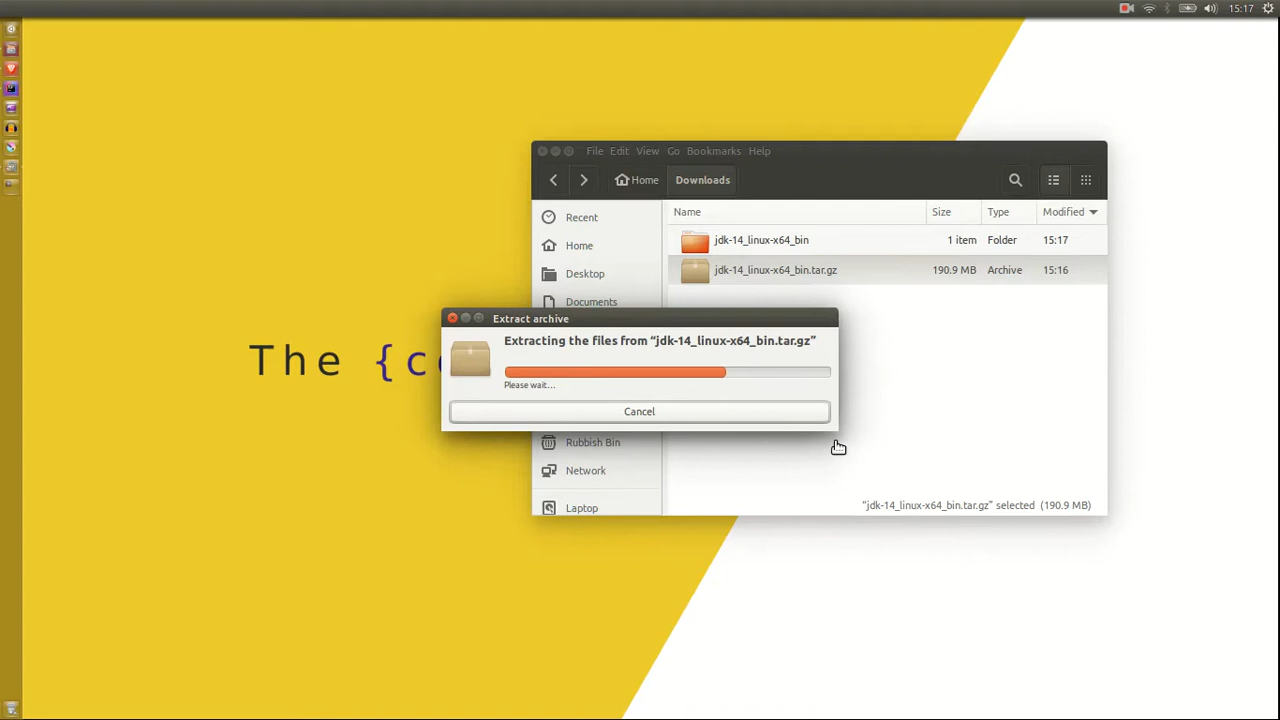 15:17
File Edit View Go Bookmarks Help
Home Downloads
Name Size Type Modified
Recent
jdk-14_linux-x64_bin 1 item Folder 15:17
Home
jdk-14_linux-x64_bin.tar.gz 190.9 MB Archive 15:16
Desktop
Documents
Extract archive
Extracting the files from “jdk-14_linux-x64_bin.tar.gz”
The {c
Please wait...
Cancel
Rubbish Bin
Network
“jdk-14_linux-x64_bin.tar.gz” selected (190.9 MB)
Laptop